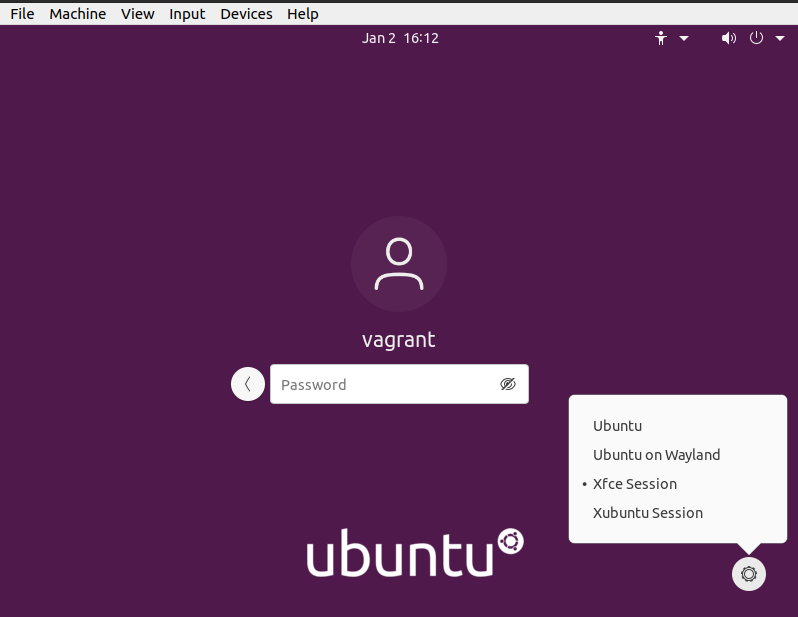 File Machine View Input Devices Help
Jan 2 16:12
vagrant
Password
Ubuntu
Ubuntu on Wayland
• Xfce Session
Xubuntu Session
ubuntu